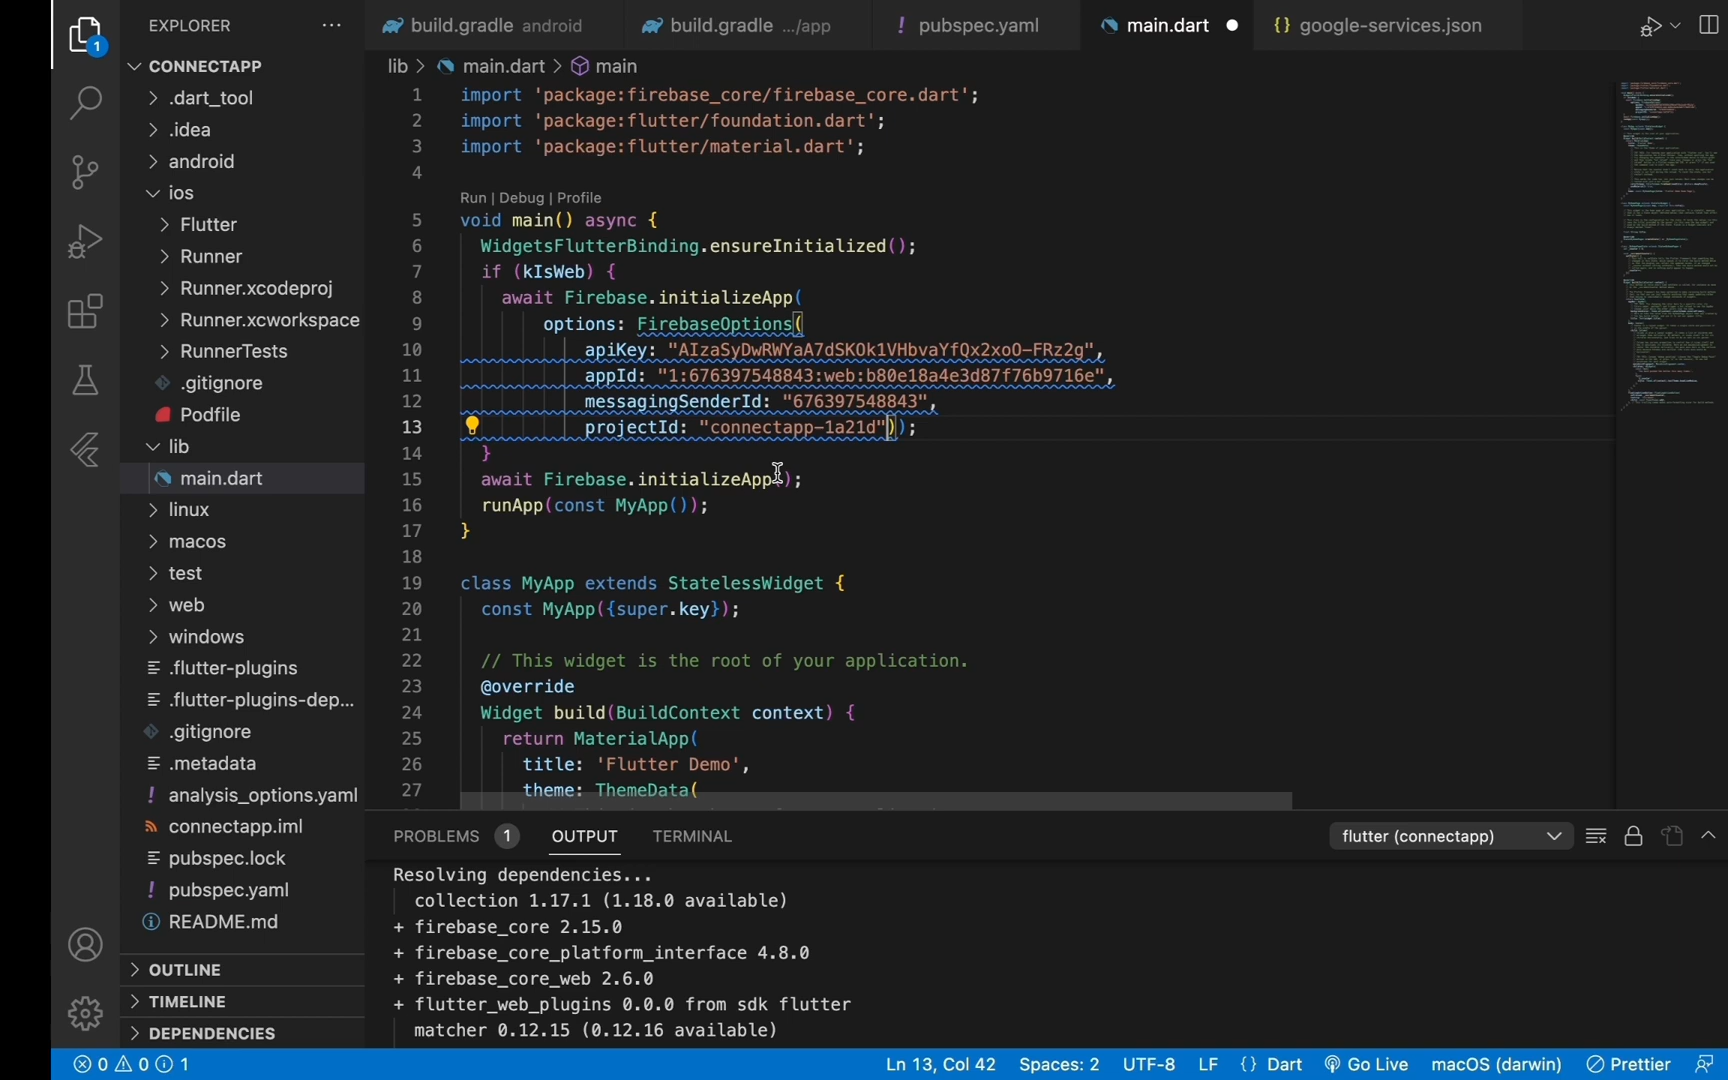 EXPLORER
build.gradle android
build.gradle .../app
! pubspec.yaml
main.dart
{} google-services.json
1
CONNECTAPP
.dart_tool
.idea
android
ios
Flutter
Runner
Runner.xcodeproj
Runner.xcworkspace
RunnerTests
.gitignore
Podfile
lib
main.dart
linux
macos
test
web
windows
.flutter-plugins
.flutter-plugins-dep...
.gitignore
.metadata
! analysis_options.yaml
connectapp.iml
pubspec.lock
! pubspec.yaml
README.md
OUTLINE
TIMELINE
DEPENDENCIES
lib > main.dart > main
1 import 'package:firebase_core/firebase_core.dart';
2 import 'package:flutter/foundation.dart';
3 import 'package:flutter/material.dart';
4
Run | Debug | Profile
5 void main() async {
6 WidgetsFlutterBinding.ensureInitialized();
7 if (kIsWeb) {
8 await Firebase.initializeApp(
9 options: FirebaseOptions(
10 apiKey: "AIzaSyDwRWYaA7dSKOk1VHbvaYfQx2xoO-FRz2g",
11 appId: "1:676397548843:web:b80e18a4e3d87f76b9716e",
12 messagingSenderId: "676397548843",
13 projectId: "connectapp-1a21d"));
14 }
15 await Firebase.initializeApp();
16 runApp(const MyApp());
17 }
18
19 class MyApp extends StatelessWidget {
20 const MyApp({super.key});
21
22 // This widget is the root of your application.
23 @override
24 Widget build(BuildContext context) {
25 return MaterialApp(
26 title: 'Flutter Demo',
27 theme: ThemeData(
PROBLEMS 1 OUTPUT TERMINAL
flutter (connectapp)
Resolving dependencies...
collection 1.17.1 (1.18.0 available)
+ firebase_core 2.15.0
+ firebase_core_platform_interface 4.8.0
+ firebase_core_web 2.6.0
+ flutter_web_plugins 0.0.0 from sdk flutter
matcher 0.12.15 (0.12.16 available)
0 0 1
Ln 13, Col 42 Spaces: 2 UTF-8 LF {} Dart Go Live macOS (darwin) Prettier